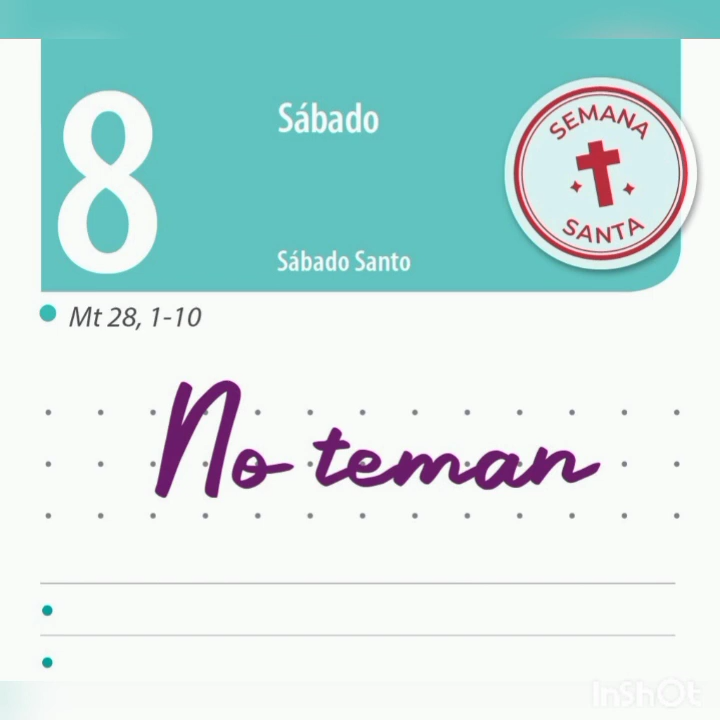 8
Sábado
SEMANA
SANTA
Sábado Santo
Mt 28, 1-10
No teman
InShOt